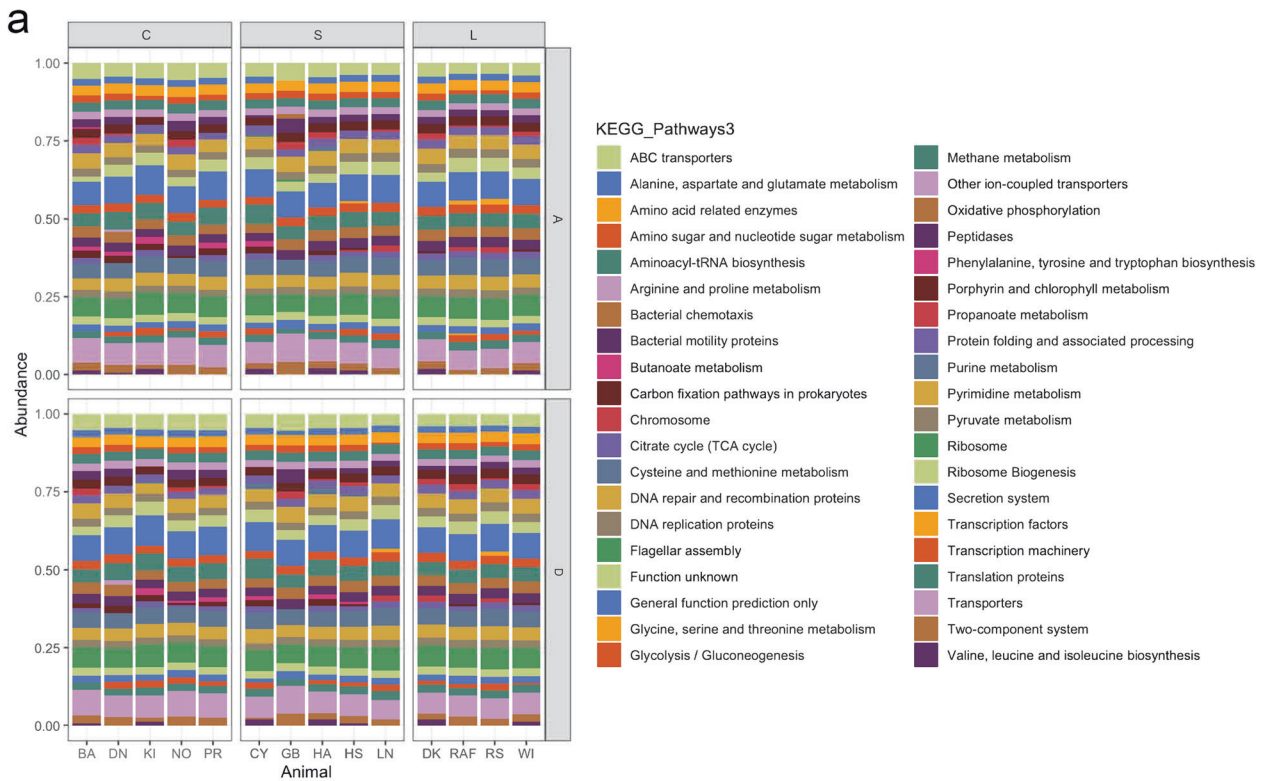 a
C S L
1.00
0.75
0.50
0.25
0.00
A
Abundance
1.00
0.75
0.50
0.25
0.00
D
BA DN KI NO PR CY GB HA HS LN DK RAF RS WI
Animal
KEGG_Pathways3
ABC transporters
Alanine, aspartate and glutamate metabolism
Amino acid related enzymes
Amino sugar and nucleotide sugar metabolism
Aminoacyl-tRNA biosynthesis
Arginine and proline metabolism
Bacterial chemotaxis
Bacterial motility proteins
Butanoate metabolism
Carbon fixation pathways in prokaryotes
Chromosome
Citrate cycle (TCA cycle)
Cysteine and methionine metabolism
DNA repair and recombination proteins
DNA replication proteins
Flagellar assembly
Function unknown
General function prediction only
Glycine, serine and threonine metabolism
Glycolysis / Gluconeogenesis
Methane metabolism
Other ion-coupled transporters
Oxidative phosphorylation
Peptidases
Phenylalanine, tyrosine and tryptophan biosynthesis
Porphyrin and chlorophyll metabolism
Propanoate metabolism
Protein folding and associated processing
Purine metabolism
Pyrimidine metabolism
Pyruvate metabolism
Ribosome
Ribosome Biogenesis
Secretion system
Transcription factors
Transcription machinery
Translation proteins
Transporters
Two-component system
Valine, leucine and isoleucine biosynthesis